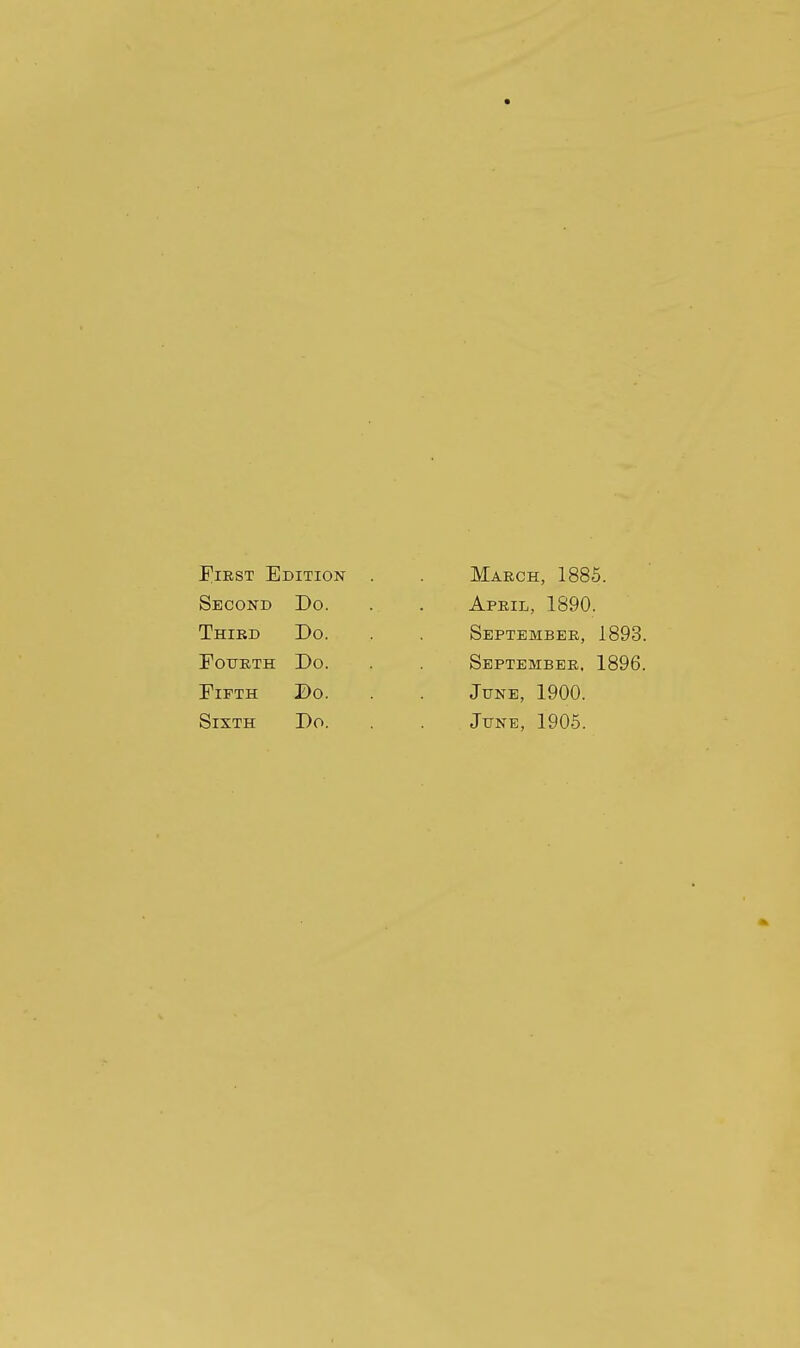 First Edition . . March, 1885.
Second Do. . . April, 1890.
Third Do. . . September, 1893.
Fourth Do. . . September, 1896.
Fifth Do. . . June, 1900.
Sixth Do. . . June, 1905.